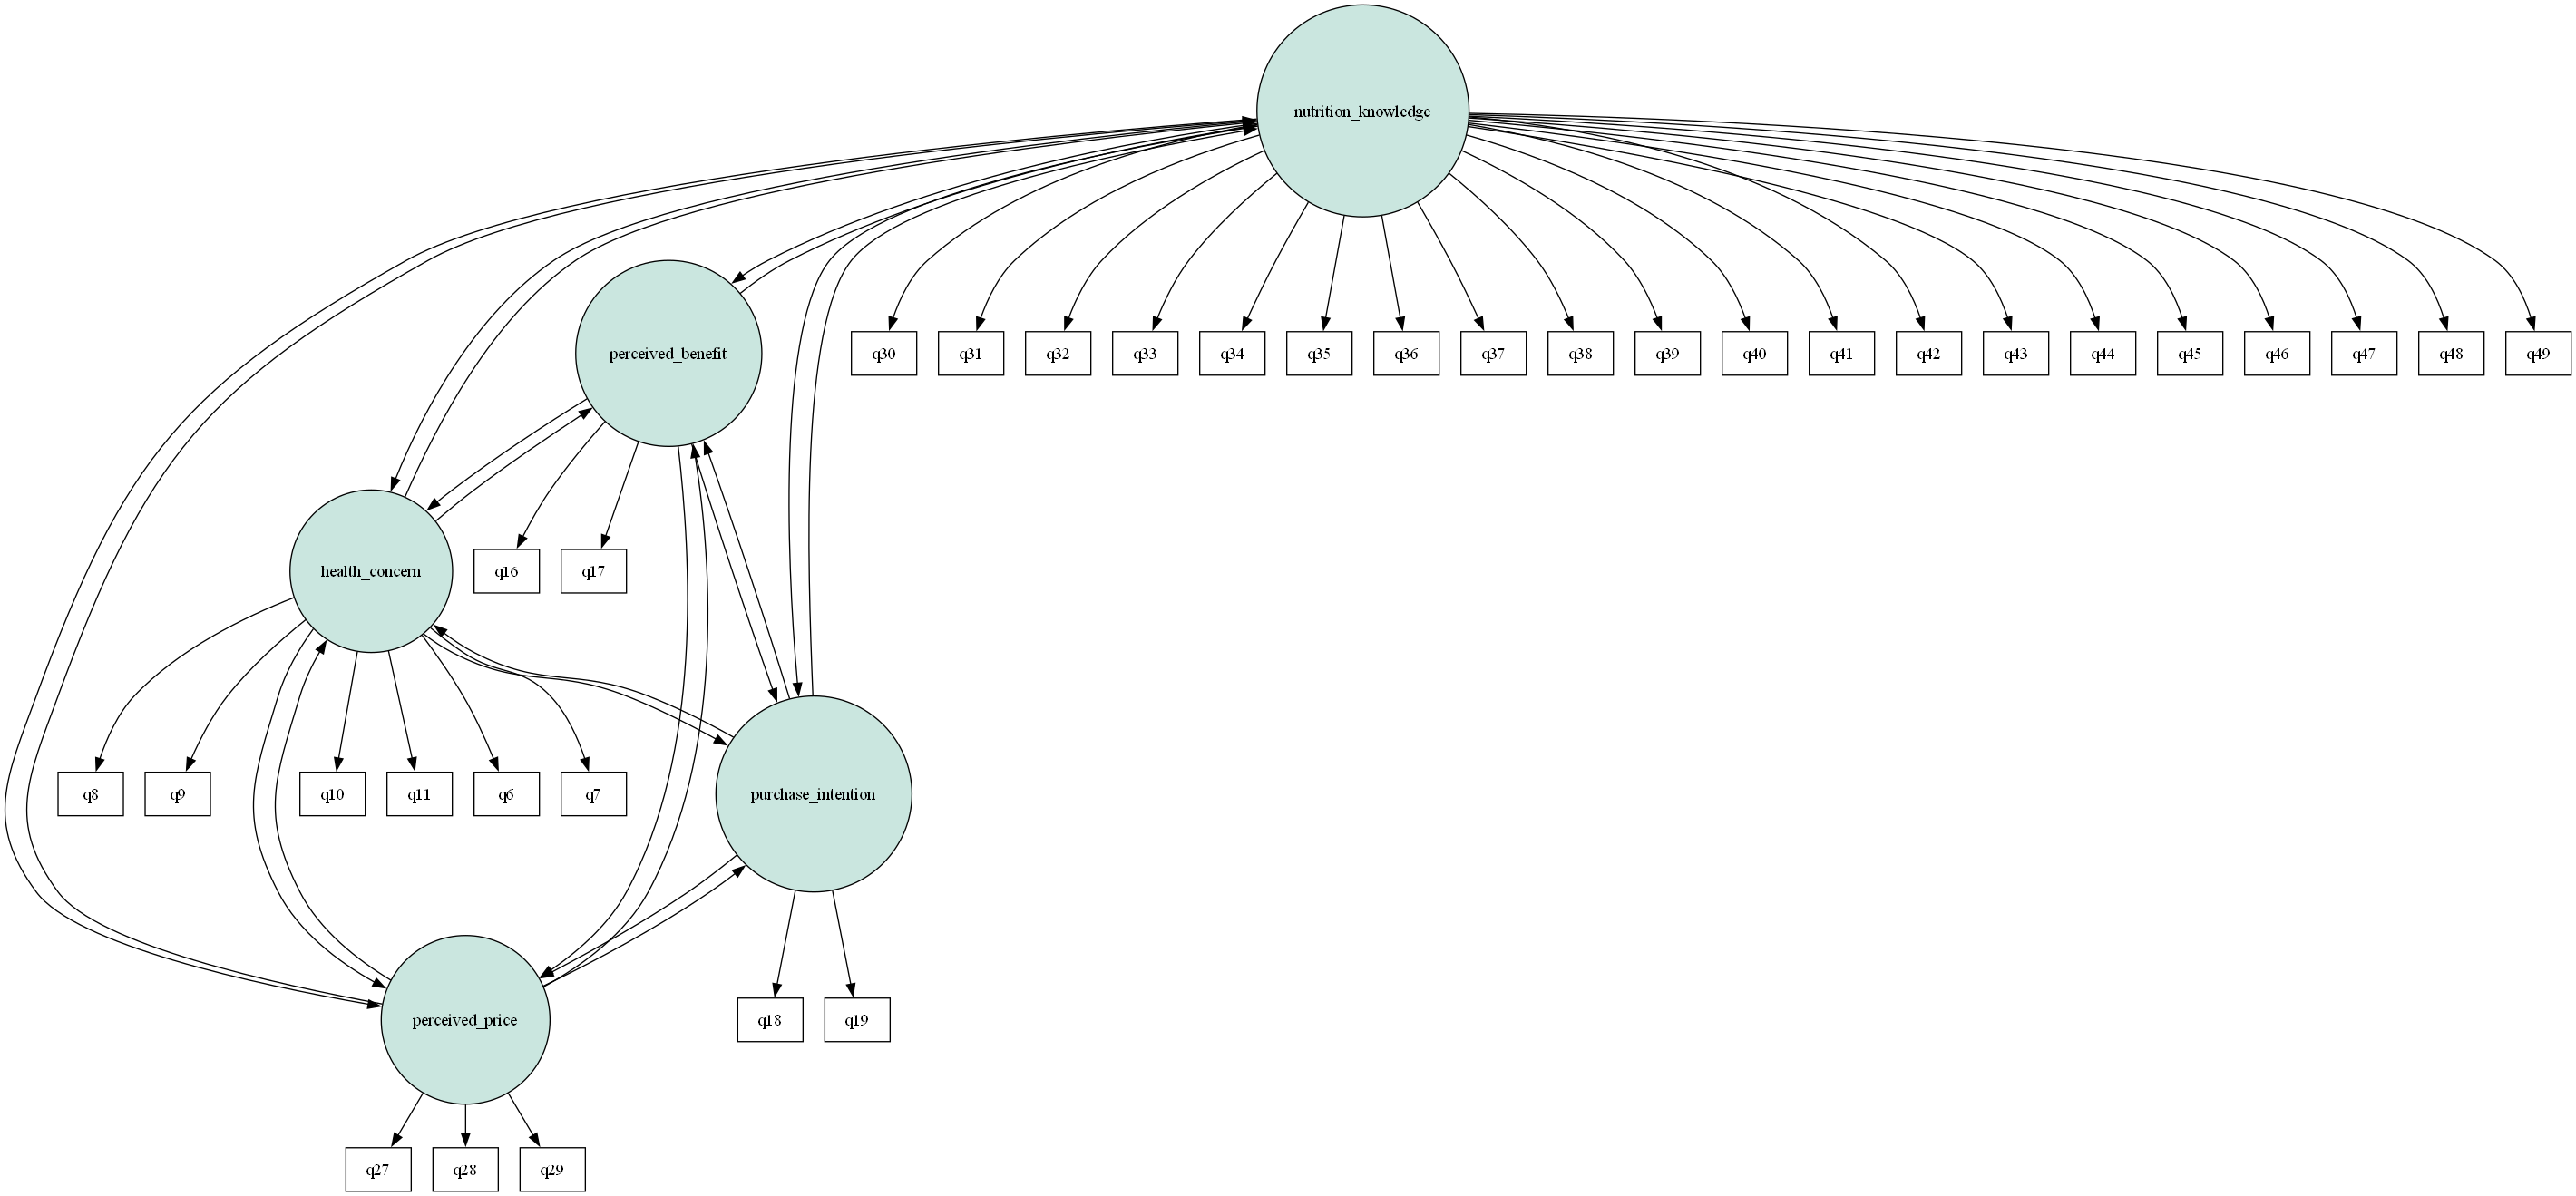 nutrition_knowledge
perceived_benefit
q30
q31
q32
q33
q34
q35
q36
q37
q38
q39
q40
q41
q42
q43
q44
q45
q46
q47
q48
q49
health_concern
q16
q17
q8
q9
q10
q11
q6
q7
purchase_intention
perceived_price
q18
q19
q27
q28
q29